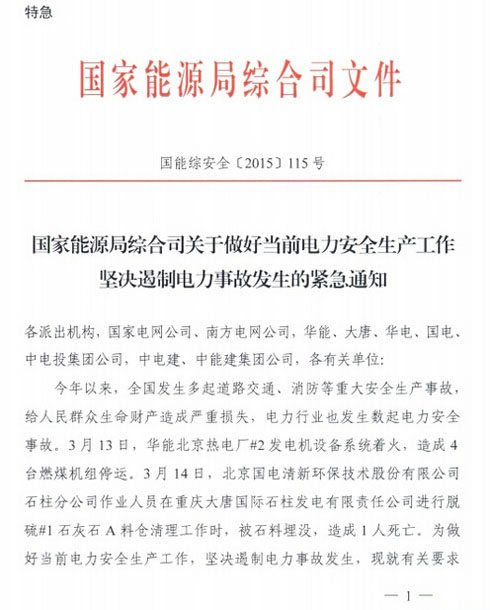 特急
国家能源局综合司文件
国能综安全〔2015〕115号
国家能源局综合司关于做好当前电力安全生产工作
坚决遏制电力事故发生的紧急通知
各派出机构，国家电网公司、南方电网公司，华能、大唐、华电、国电、
中电投集团公司，中电建、中能建集团公司，各有关单位：
今年以来，全国发生多起道路交通、消防等重大安全生产事故，
给人民群众生命财产造成严重损失，电力行业也发生数起电力安全
事故。3月13日，华能北京热电厂#2发电机设备系统着火，造成4
台燃煤机组停运。3月14日，北京国电清新环保技术股份有限公司
石柱分公司作业人员在重庆大唐国际石柱发电有限责任公司进行脱
硫#1石灰石A料仓清理工作时，被石料埋没，造成1人死亡。为做
好当前电力安全生产工作，坚决遏制电力事故发生，现就有关要求
— 1 —